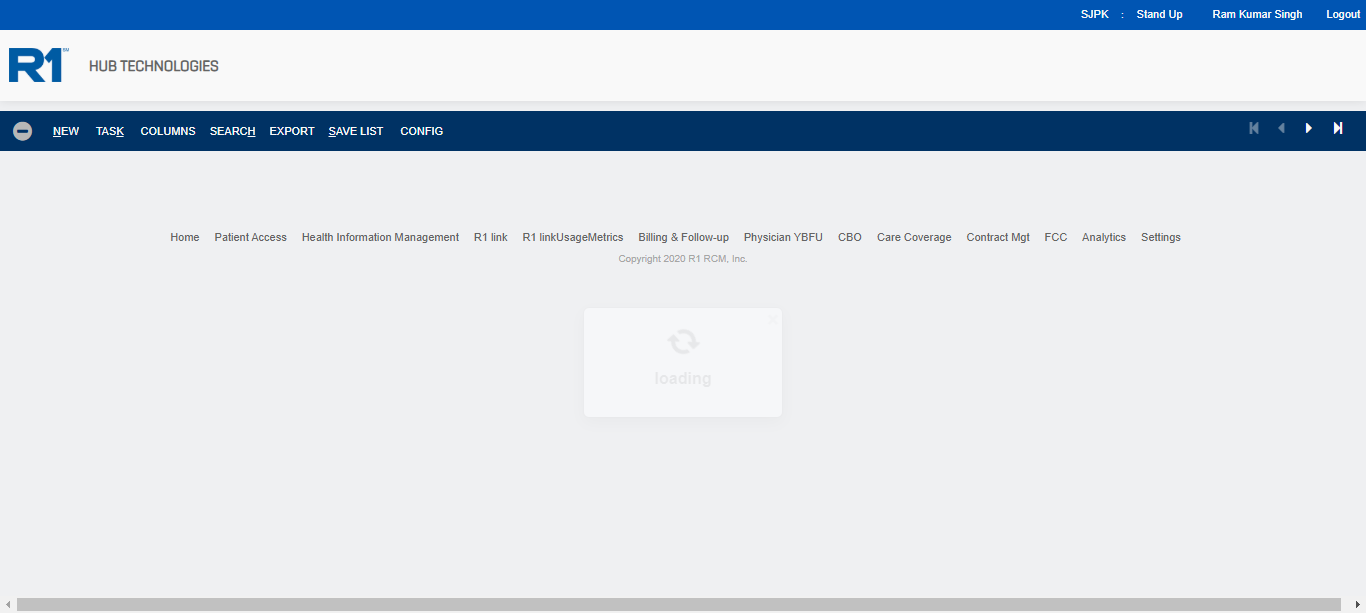 SJPK : Stand Up Ram Kumar Singh Logout
R1 SM HUB TECHNOLOGIES
NEW TASK COLUMNS SEARCH EXPORT SAVE LIST CONFIG
Home Patient Access Health Information Management R1 link R1 linkUsageMetrics Billing & Follow-up Physician YBFU CBO Care Coverage Contract Mgt FCC Analytics Settings
Copyright 2020 R1 RCM, Inc.
loading